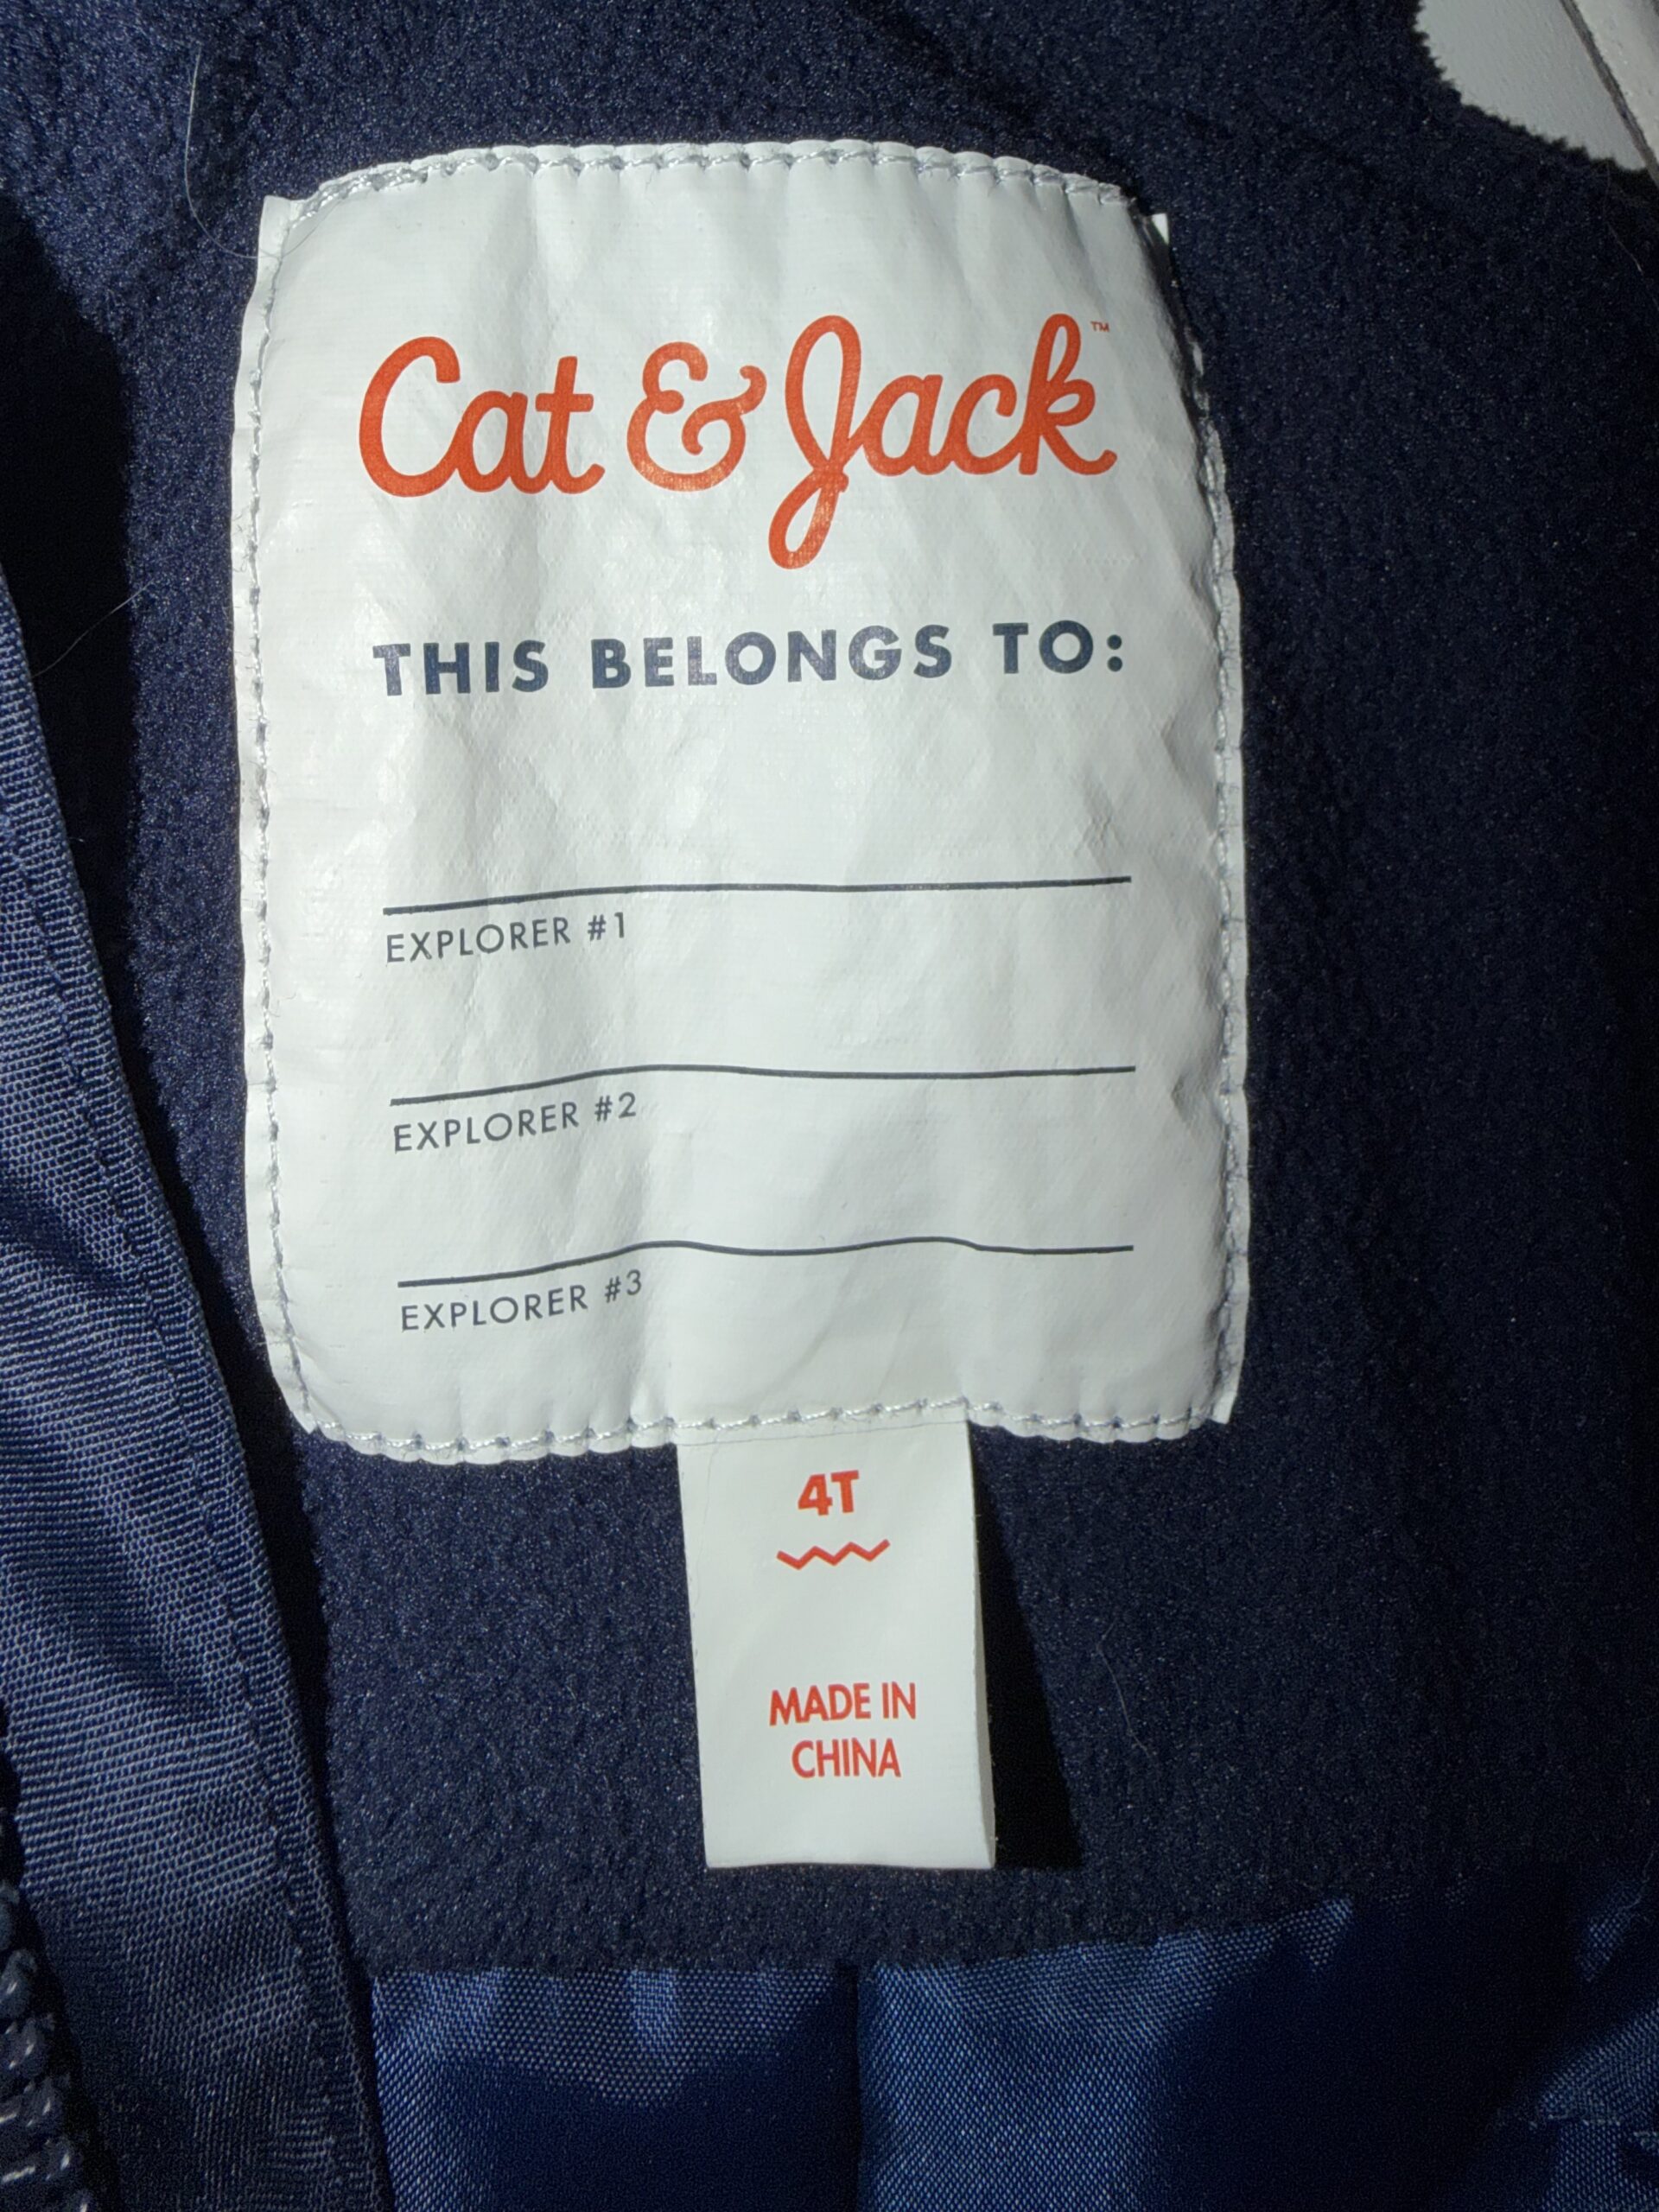 Cat & Jack™
THIS BELONGS TO:
EXPLORER #1
EXPLORER #2
EXPLORER #3
4T
MADE IN
CHINA